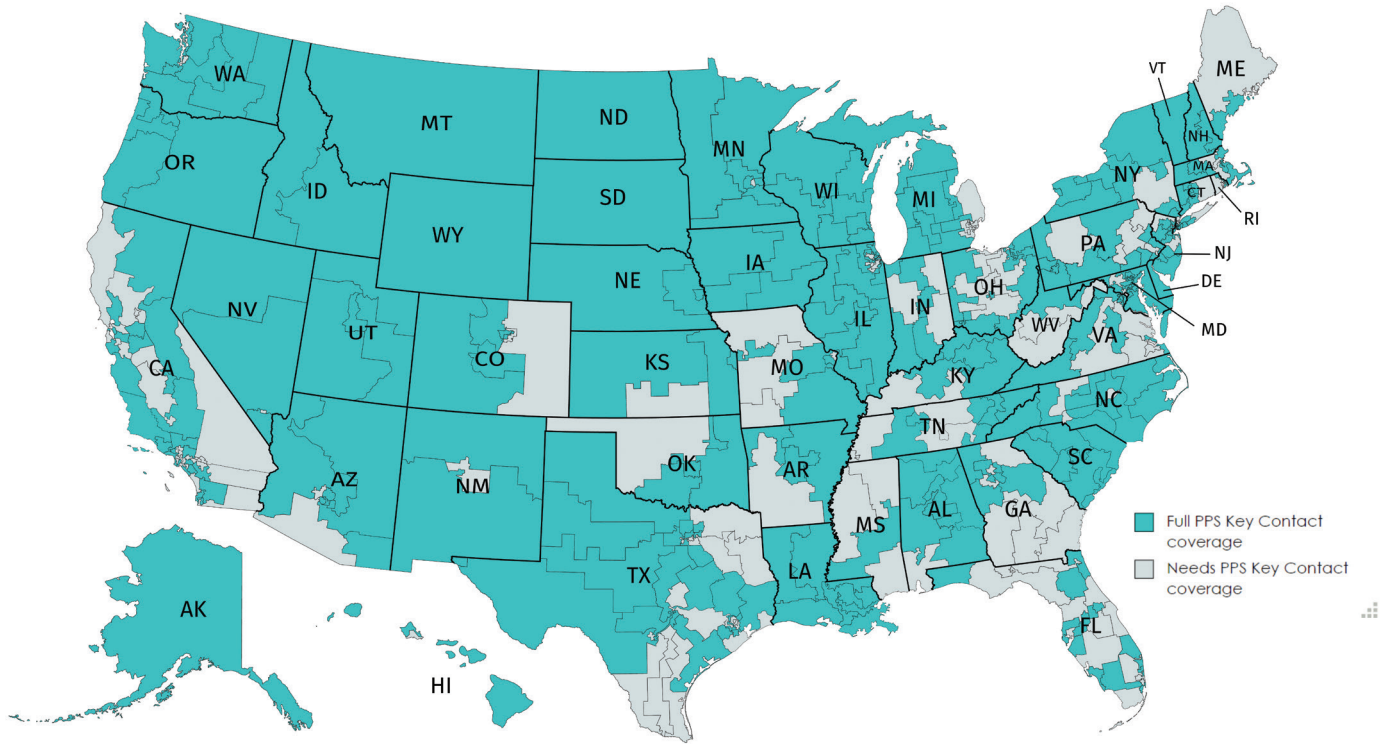 WA
MT
ND
MN
VT
ME
OR
ID
SD
WI
MI
NY
NH
MA
CT
RI
WY
NE
IA
PA
NJ
NV
UT
CO
KS
MO
IL
IN
OH
WV
VA
DE
MD
CA
KY
AZ
NM
OK
AR
TN
NC
SC
TX
LA
MS
AL
GA
FL
AK
HI
Full PPS Key Contact
coverage
Needs PPS Key Contact
coverage